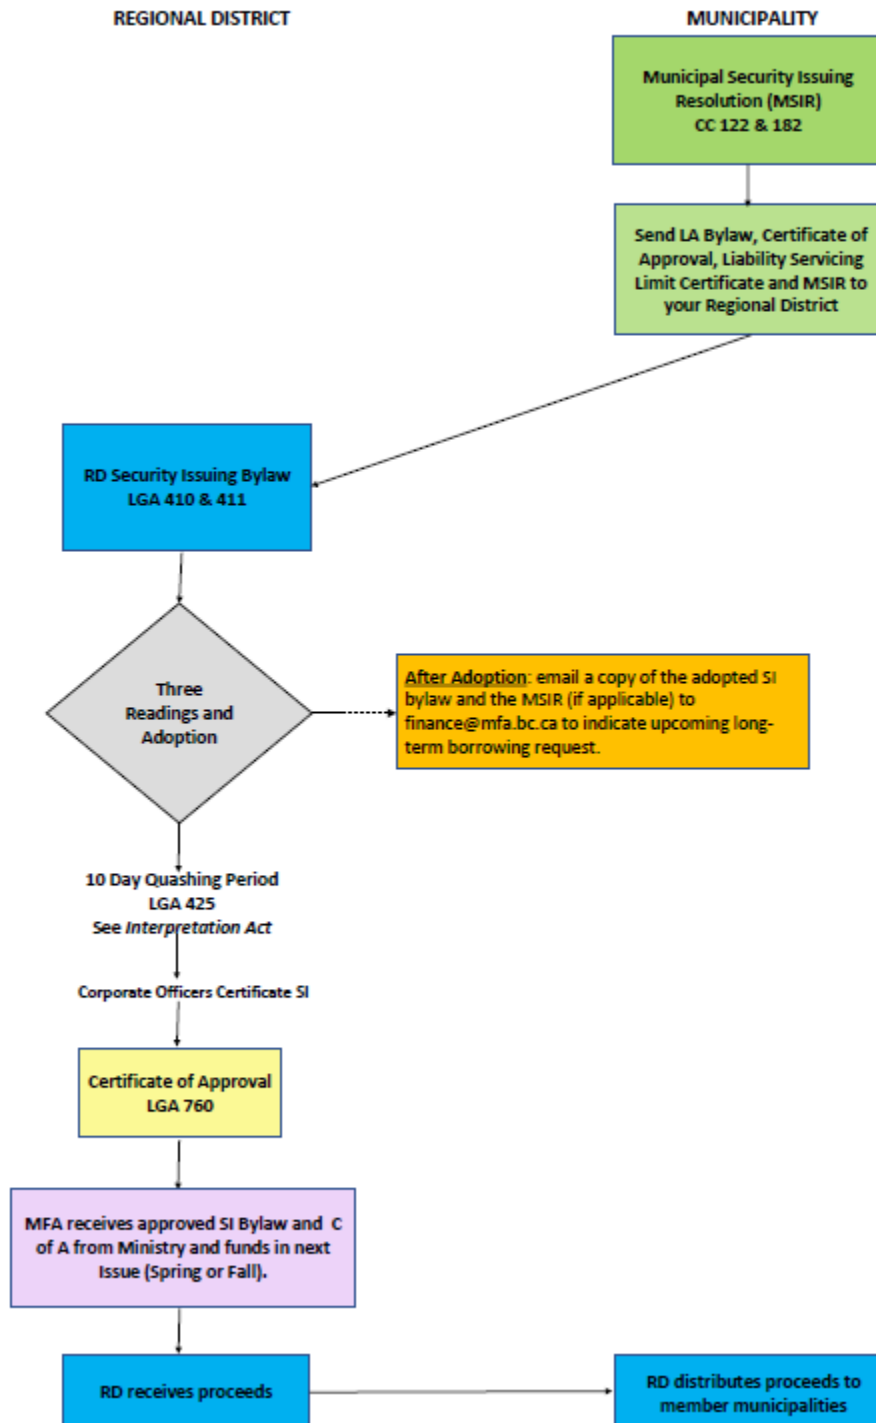 REGIONAL DISTRICT
MUNICIPALITY
Municipal Security Issuing
Resolution (MSIR)
CC 122 & 182
Send LA Bylaw, Certificate of
Approval, Liability Servicing
Limit Certificate and MSIR to
your Regional District
RD Security Issuing Bylaw
LGA 410 & 411
Three
Readings and
Adoption
After Adoption: email a copy of the adopted SI
bylaw and the MSIR (if applicable) to
finance@mfa.bc.ca to indicate upcoming long-
term borrowing request.
10 Day Quashing Period
LGA 425
See Interpretation Act
Corporate Officers Certificate SI
Certificate of Approval
LGA 760
MFA receives approved SI Bylaw and C
of A from Ministry and funds in next
Issue (Spring or Fall).
RD receives proceeds
RD distributes proceeds to
member municipalities